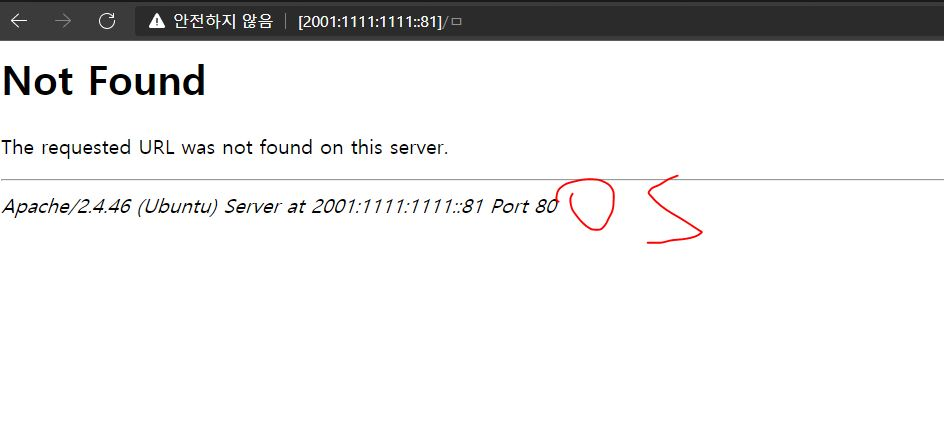 안전하지 않음 [2001:1111:1111::81]/ㅁ
Not Found
The requested URL was not found on this server.
Apache/2.4.46 (Ubuntu) Server at 2001:1111:1111::81 Port 80
OS